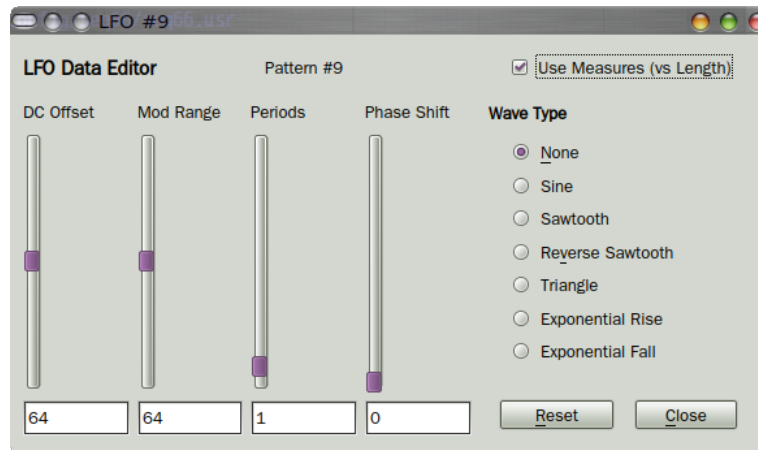 LFO #9
LFO Data Editor Pattern #9 Use Measures (vs Length)
DC Offset Mod Range Periods Phase Shift Wave Type
None
Sine
Sawtooth
Reverse Sawtooth
Triangle
Exponential Rise
Exponential Fall
64 64 1 0 Reset Close